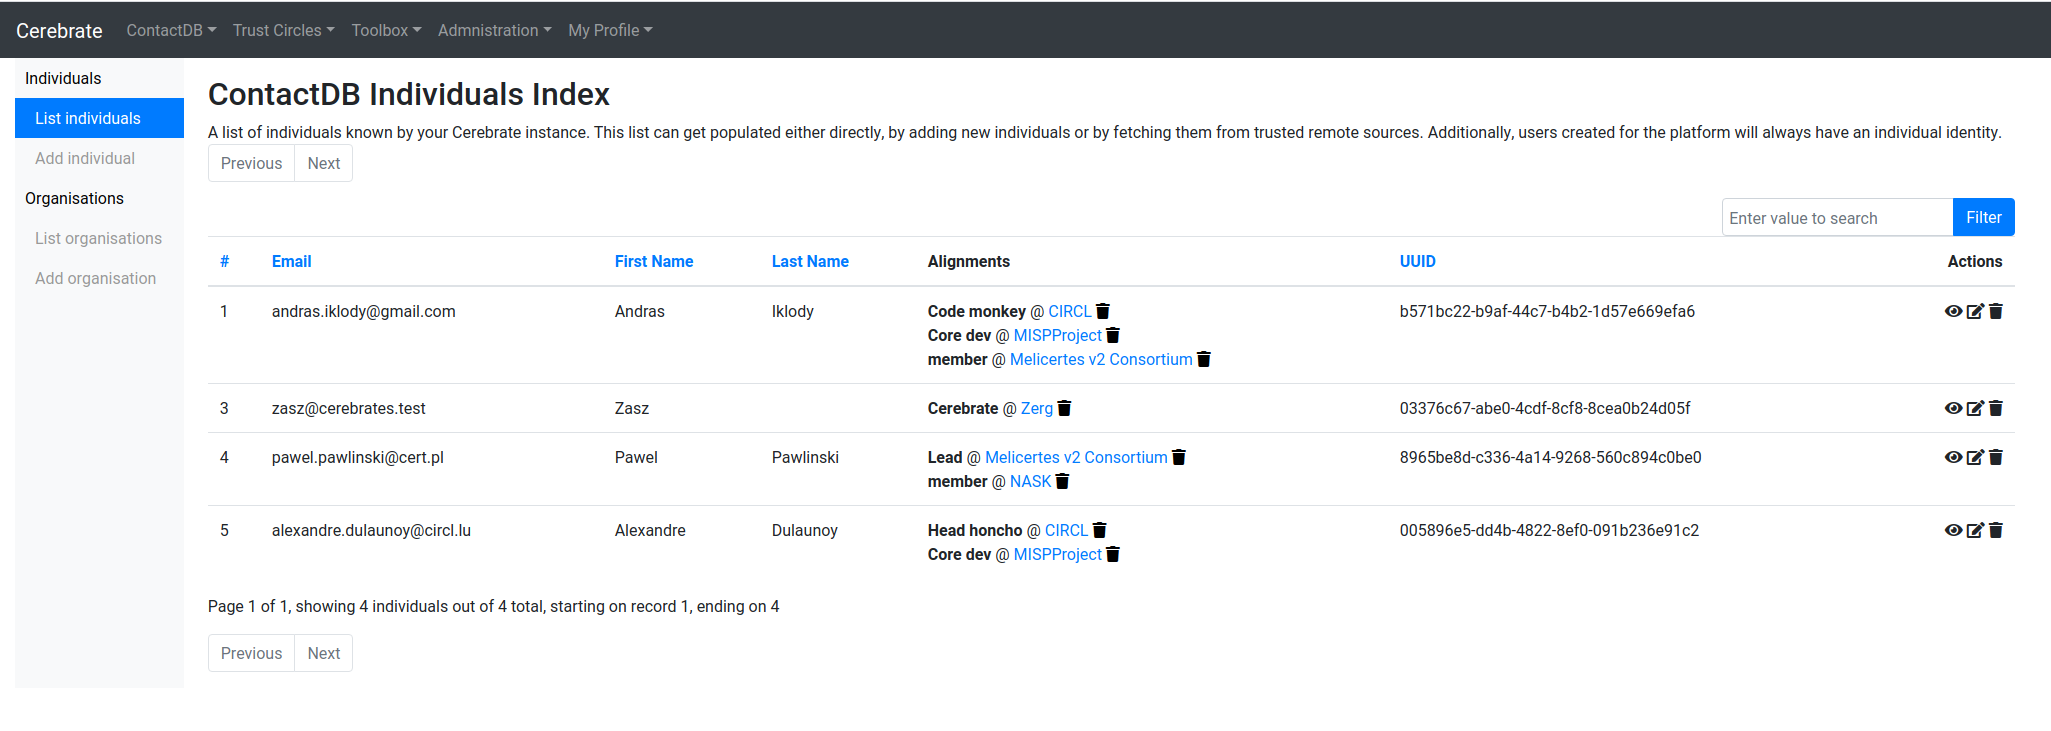 Cerebrate ContactDB Trust Circles Toolbox Admnistration My Profile
Individuals
List individuals
Add individual
Organisations
List organisations
Add organisation
ContactDB Individuals Index
A list of individuals known by your Cerebrate instance. This list can get populated either directly, by adding new individuals or by fetching them from trusted remote sources. Additionally, users created for the platform will always have an individual identity.
Previous Next
Enter value to search Filter
# Email First Name Last Name Alignments UUID Actions
1 andras.iklody@gmail.com Andras Iklody Code monkey @ CIRCL b571bc22-b9af-44c7-b4b2-1d57e669efa6
Core dev @ MISPProject
member @ Melicertes v2 Consortium
3 zasz@cerebrates.test Zasz Cerebrate @ Zerg 03376c67-abe0-4cdf-8cf8-8cea0b24d05f
4 pawel.pawlinski@cert.pl Pawel Pawlinski Lead @ Melicertes v2 Consortium 8965be8d-c336-4a14-9268-560c894c0be0
member @ NASK
5 alexandre.dulaunoy@circl.lu Alexandre Dulaunoy Head honcho @ CIRCL 005896e5-dd4b-4822-8ef0-091b236e91c2
Core dev @ MISPProject
Page 1 of 1, showing 4 individuals out of 4 total, starting on record 1, ending on 4
Previous Next